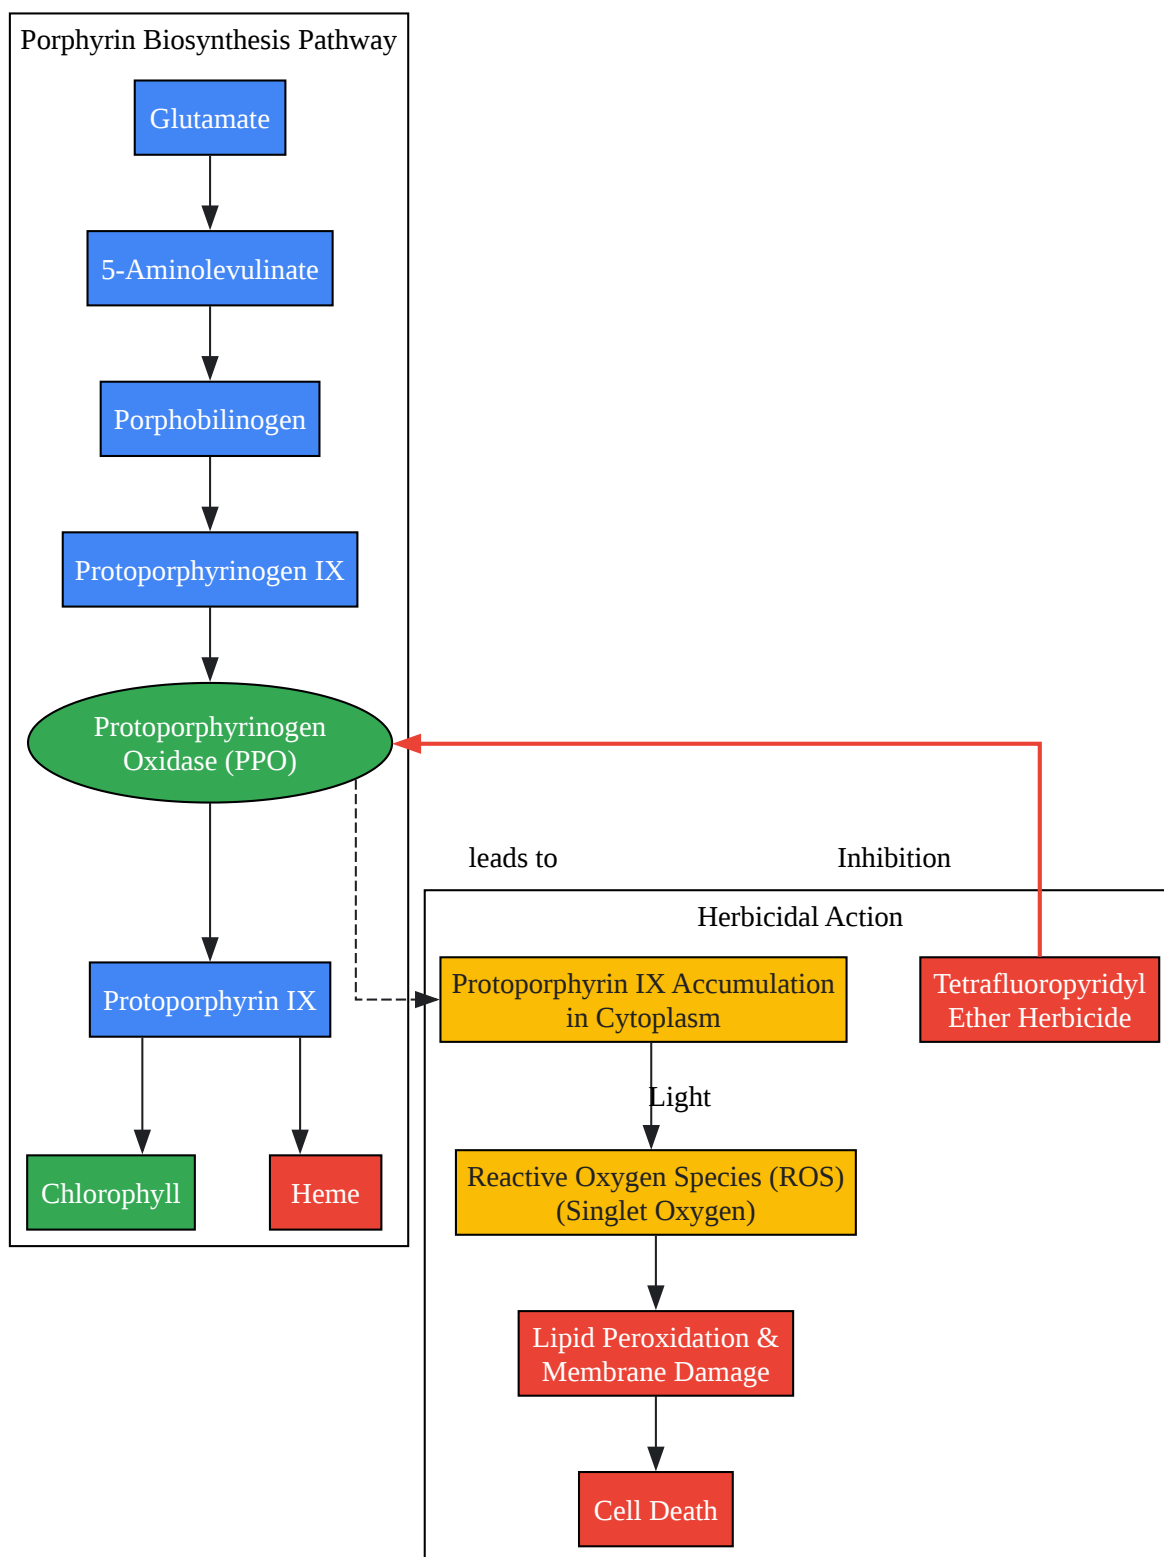 Porphyrin Biosynthesis Pathway
Glutamate
5-Aminolevulinate
Porphobilinogen
Protoporphyrinogen IX
Protoporphyrinogen
Oxidase (PPO)
leads to
Inhibition
Herbicidal Action
Protoporphyrin IX
Protoporphyrin IX Accumulation
in Cytoplasm
Tetrafluoropyridyl
Ether Herbicide
Light
Chlorophyll
Heme
Reactive Oxygen Species (ROS)
(Singlet Oxygen)
Lipid Peroxidation &
Membrane Damage
Cell Death